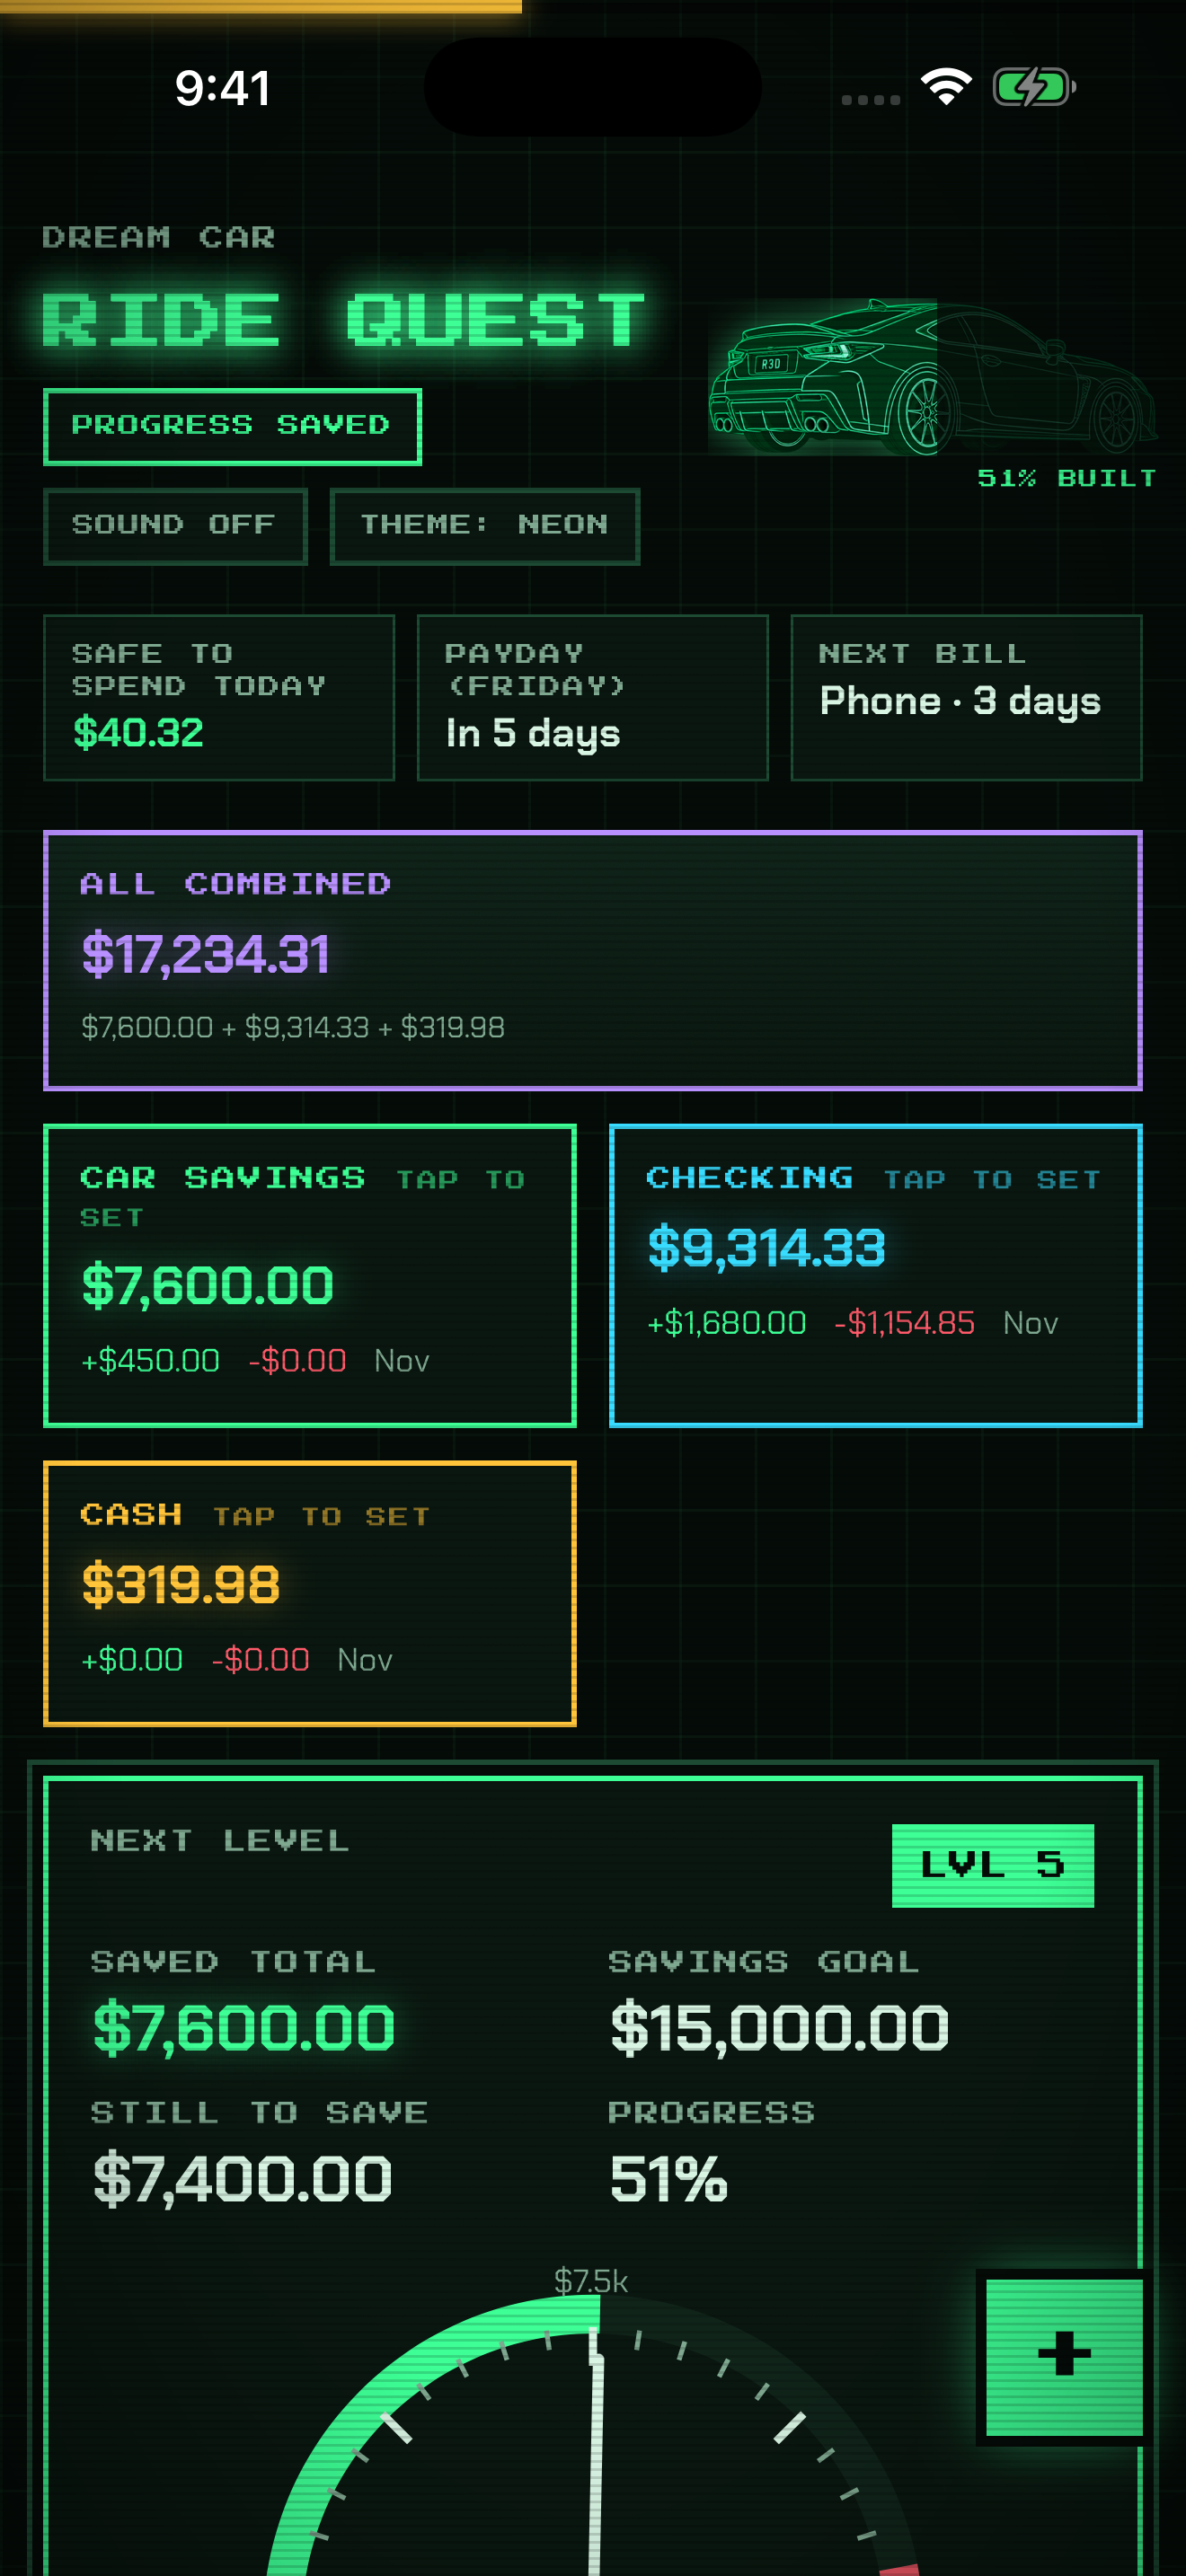 9:41
DREAM CAR
RIDE QUEST
R3D
PROGRESS SAVED
51% BUILT
SOUND OFF
THEME: NEON
SAFE TO
SPEND TODAY
$40.32
PAYDAY
(FRIDAY)
In 5 days
NEXT BILL
Phone · 3 days
ALL COMBINED
$17,234.31
$7,600.00 + $9,314.33 + $319.98
CAR SAVINGS TAP TO
SET
$7,600.00
+$450.00 -$0.00 Nov
CHECKING TAP TO SET
$9,314.33
+$1,680.00 -$1,154.85 Nov
CASH TAP TO SET
$319.98
+$0.00 -$0.00 Nov
NEXT LEVEL
LVL 5
SAVED TOTAL
$7,600.00
SAVINGS GOAL
$15,000.00
STILL TO SAVE
$7,400.00
PROGRESS
51%
$7.5k
+